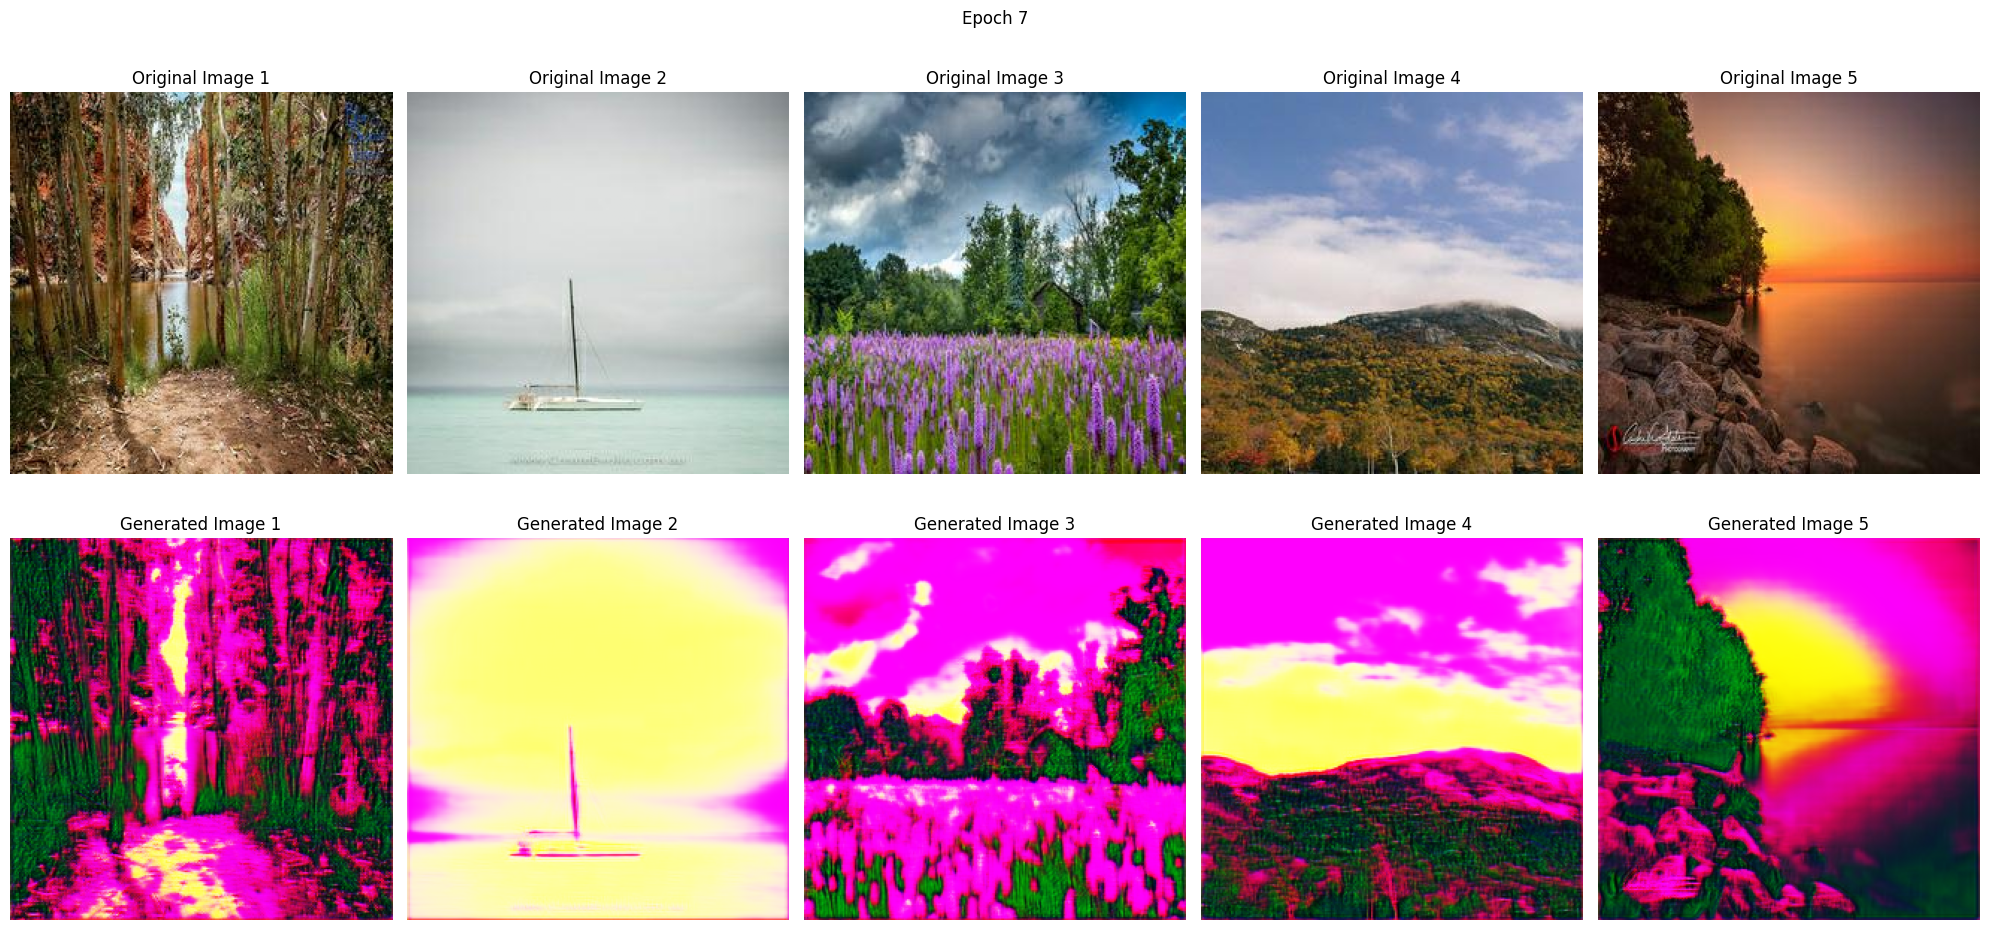 Epoch 7
Original Image 1
Original Image 2
Original Image 3
Original Image 4
Original Image 5
PHOTOGRAPHY
Generated Image 1
Generated Image 2
Generated Image 3
Generated Image 4
Generated Image 5